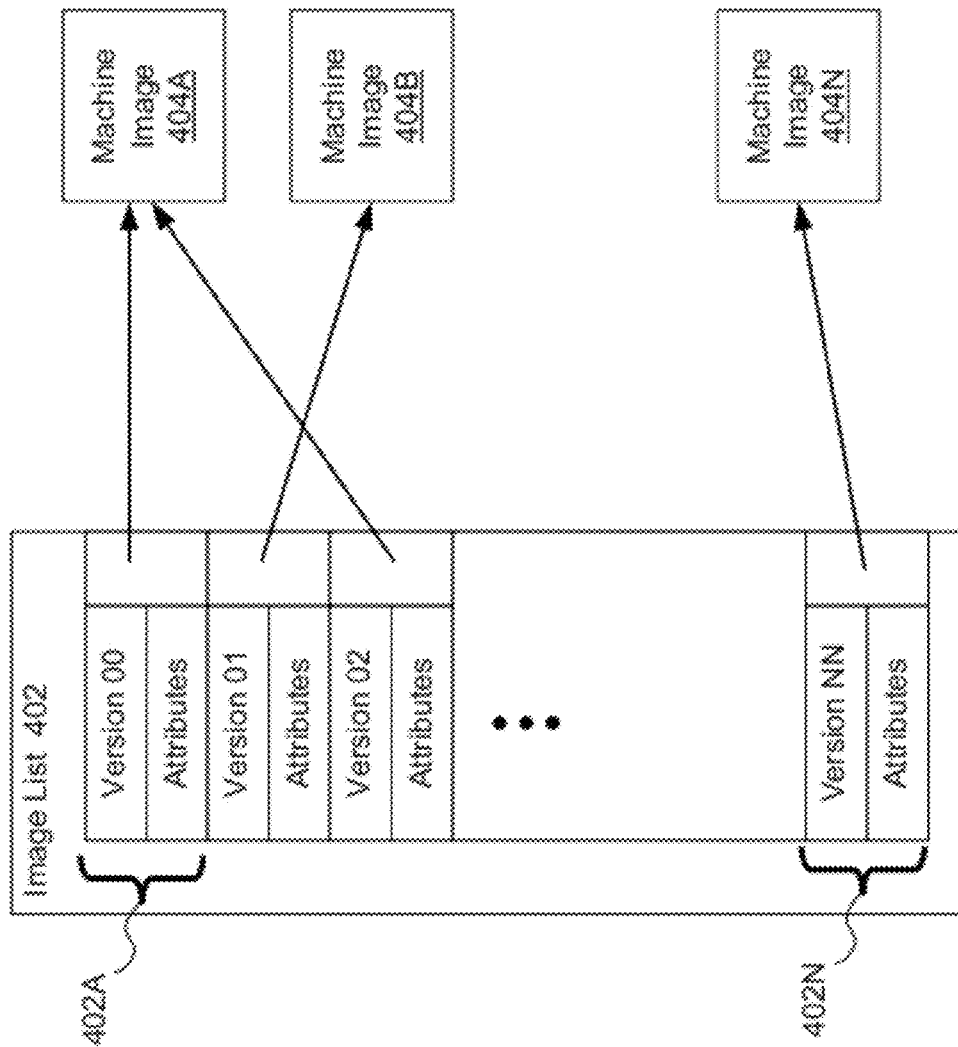 Image List 402
402A
Version 00
Attributes
Version 01
Attributes
Version 02
Attributes
402N
Version NN
Attributes
Machine
Image
404A
Machine
Image
404B
Machine
Image
404N